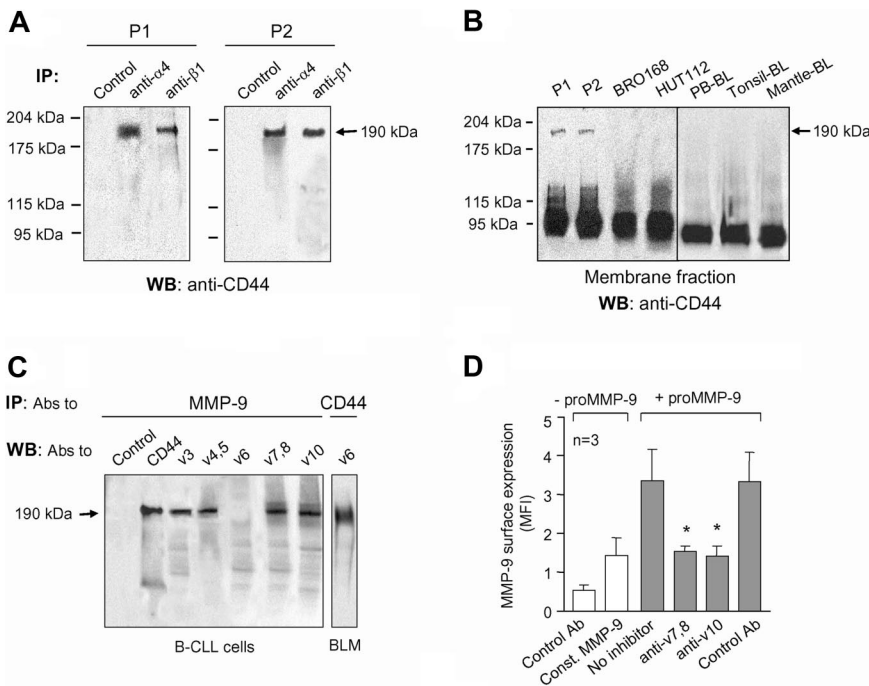 A
P1 P2
IP: Control anti-α4 anti-β1 Control anti-α4 anti-β1
204 kDa
190 kDa
175 kDa
115 kDa
95 kDa
WB: anti-CD44
B
P1 P2 BRO168 HUT112 PB-BL Tonsil-BL Mantle-BL
204 kDa
190 kDa
175 kDa
115 kDa
95 kDa
Membrane fraction
WB: anti-CD44
C
IP: Abs to MMP-9 CD44
WB: Abs to Control CD44 v3 v4,5 v6 v7,8 v10 v6
190 kDa
B-CLL cells BLM
D
- proMMP-9 + proMMP-9
n=3
MMP-9 surface expression
(MFI)
5
4
3
2
1
0
* *
Control Ab Const. MMP-9 No inhibitor anti-v7,8 anti-v10 Control Ab